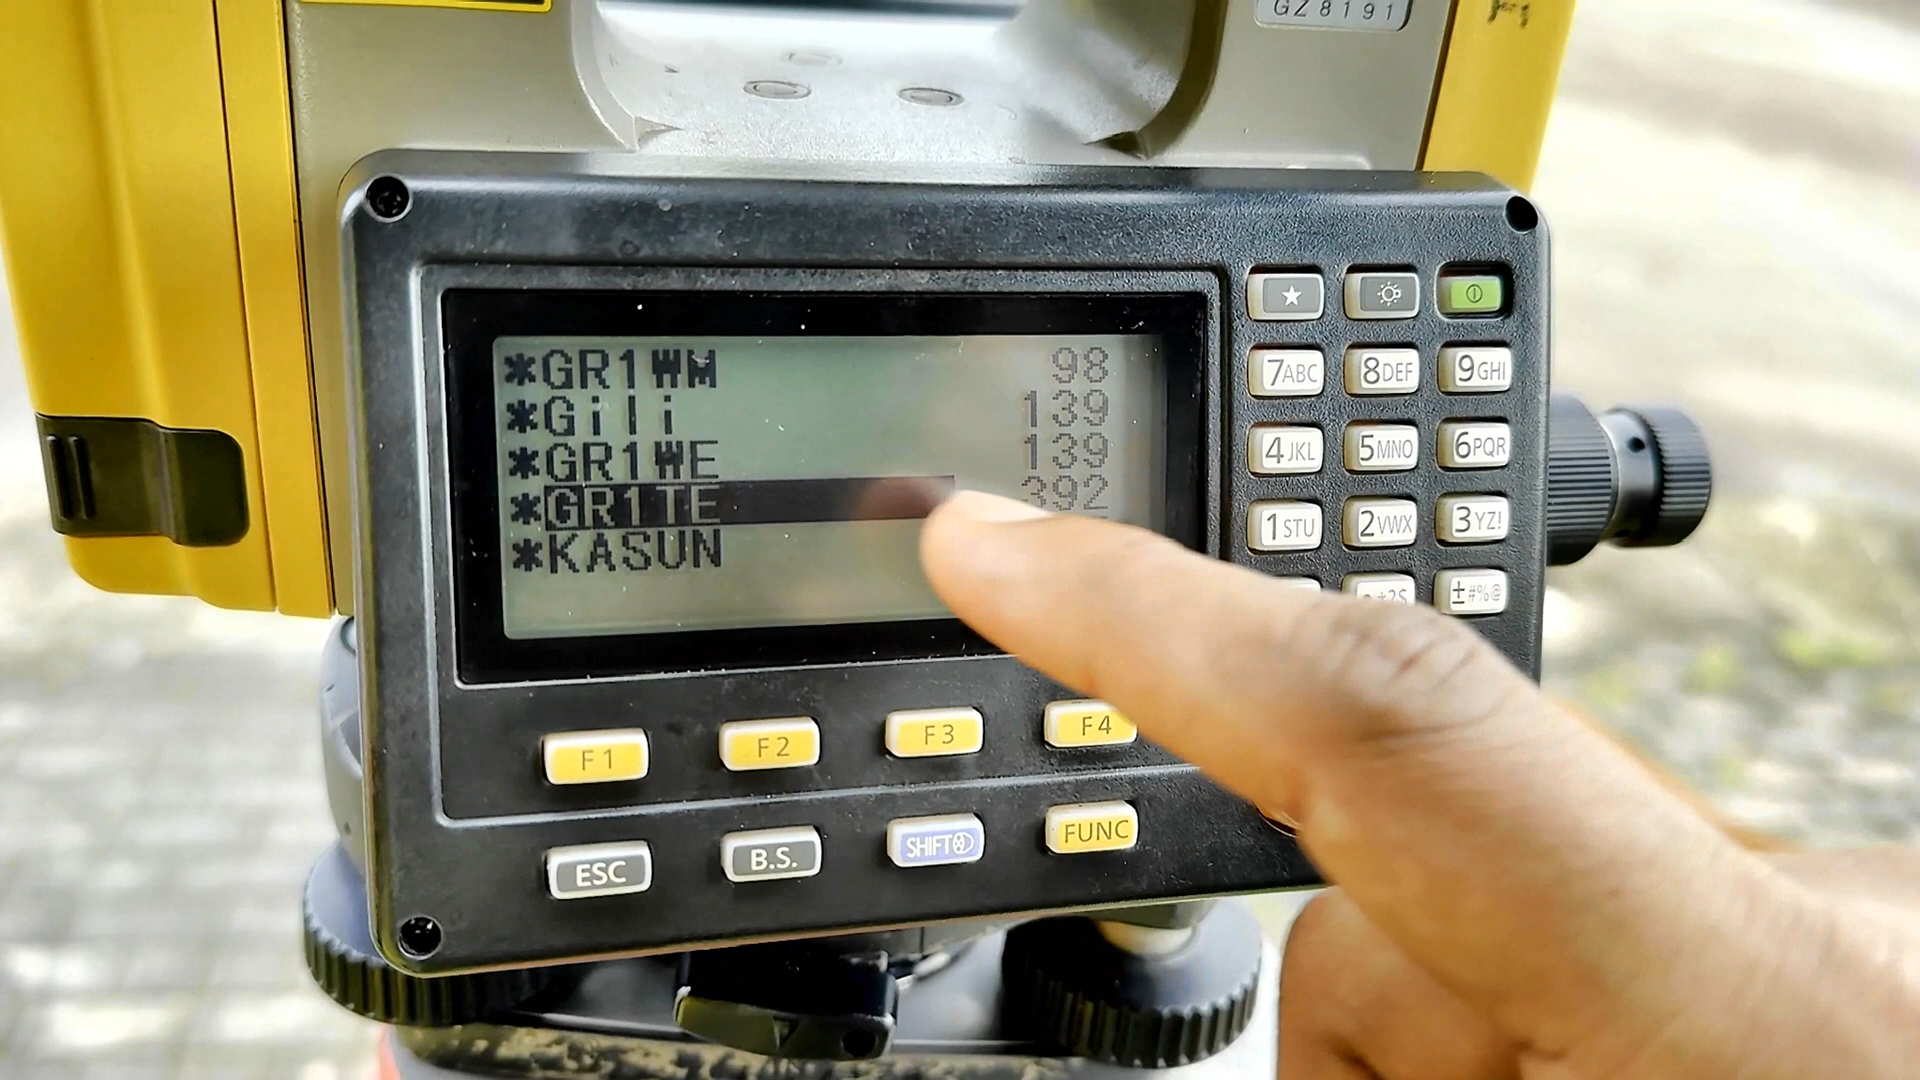 GZ8191
*GR1WM 98
*Gili 139
*GR1WE 139
*GR1TE 392
*KASUN
★
7ABC 8DEF 9GHI
4JKL 5MNO 6PQR
1STU 2VWX 3YZ!
*?$ ±#%@
F1 F2 F3 F4
ESC B.S. SHIFT FUNC